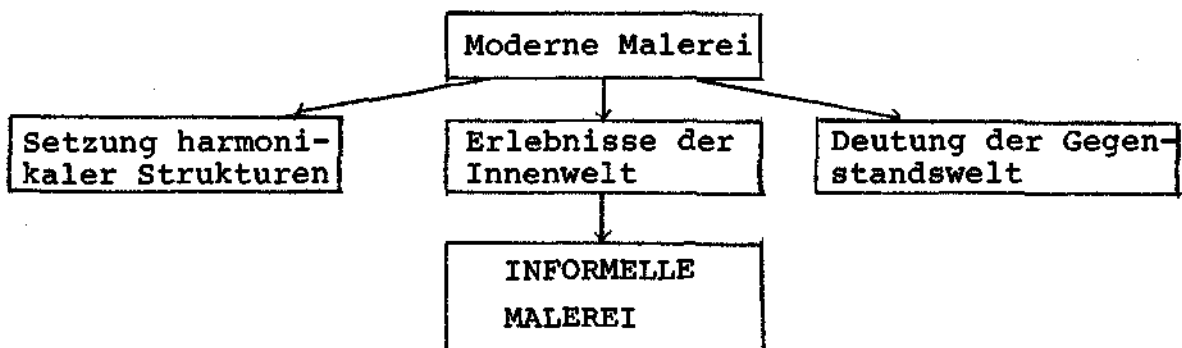 Moderne Malerei
Setzung harmoni-
kaler Strukturen
Erlebnisse der
Innenwelt
Deutung der Gegen-
standswelt
INFORMELLE
MALEREI